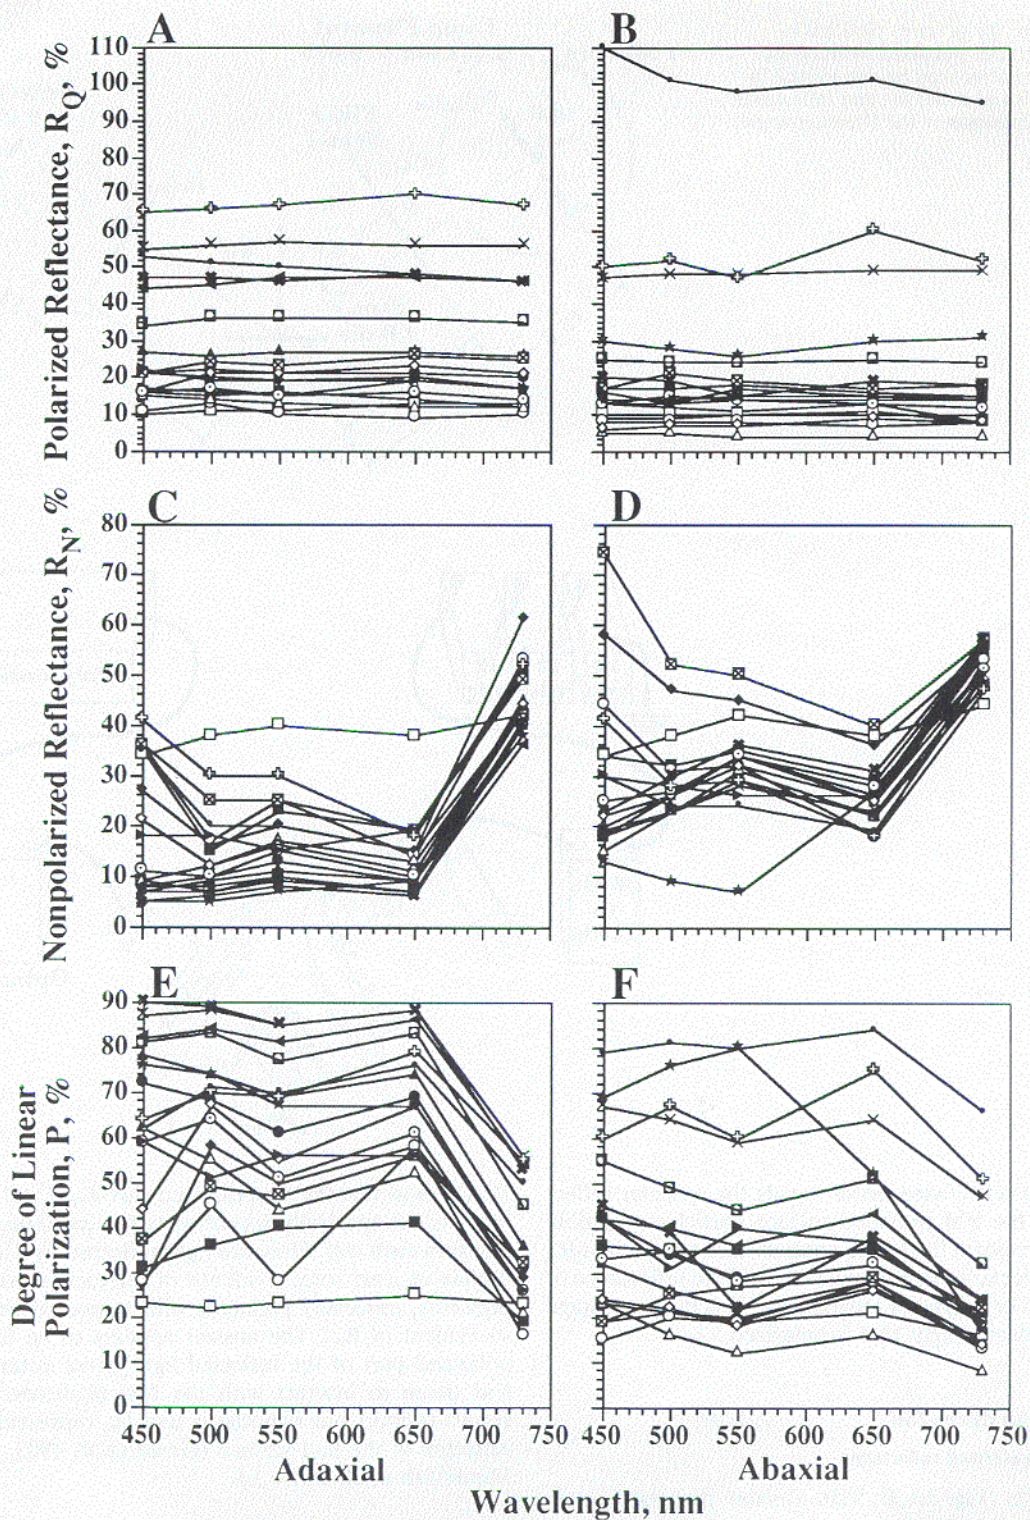 A
B
Polarized Reflectance, R_Q, %
110
100
90
80
70
60
50
40
30
20
10
0
C
D
Nonpolarized Reflectance, R_N, %
80
70
60
50
40
30
20
10
0
E
F
Degree of Linear
Polarization, P, %
90
80
70
60
50
40
30
20
10
0
450 500 550 600 650 700 750
450 500 550 600 650 700 750
Adaxial
Abaxial
Wavelength, nm